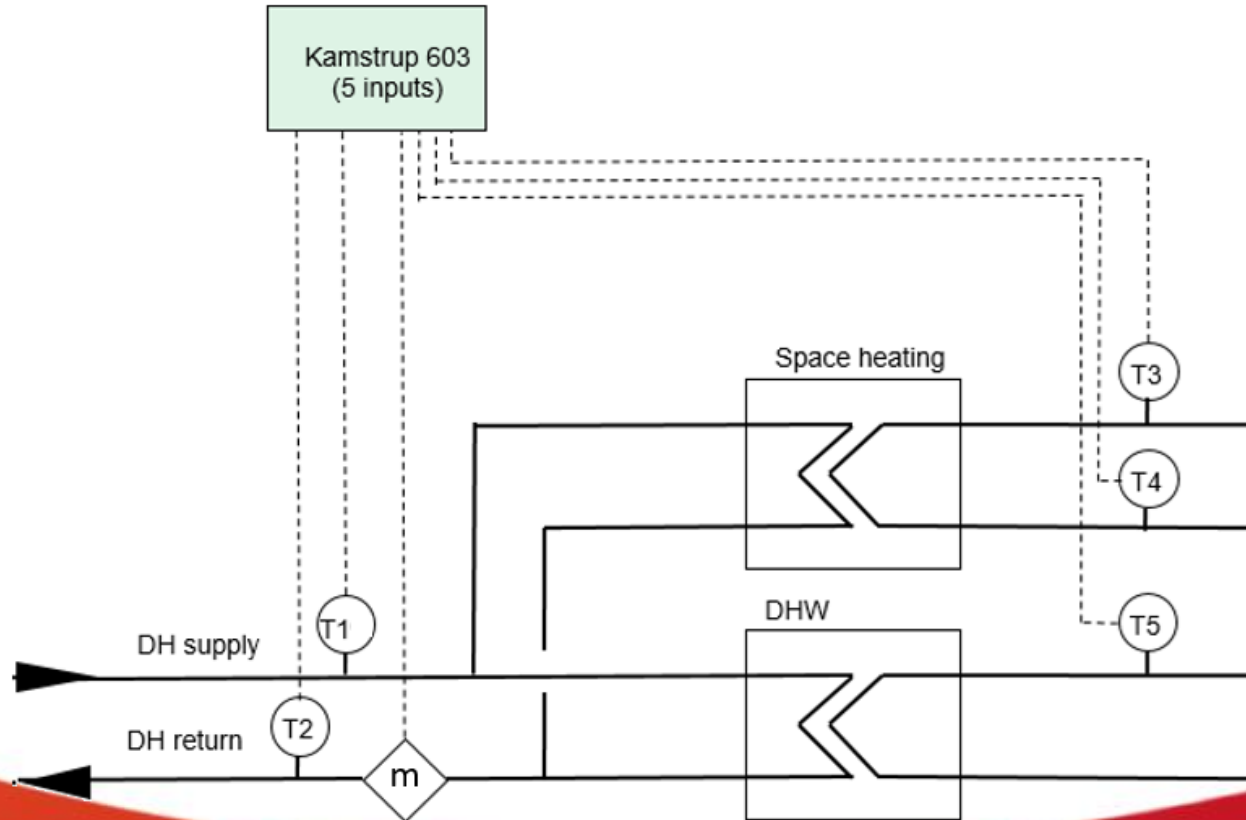 Kamstrup 603
(5 inputs)
Space heating
T3
T4
DHW
T1
T5
DH supply
T2
DH return
m